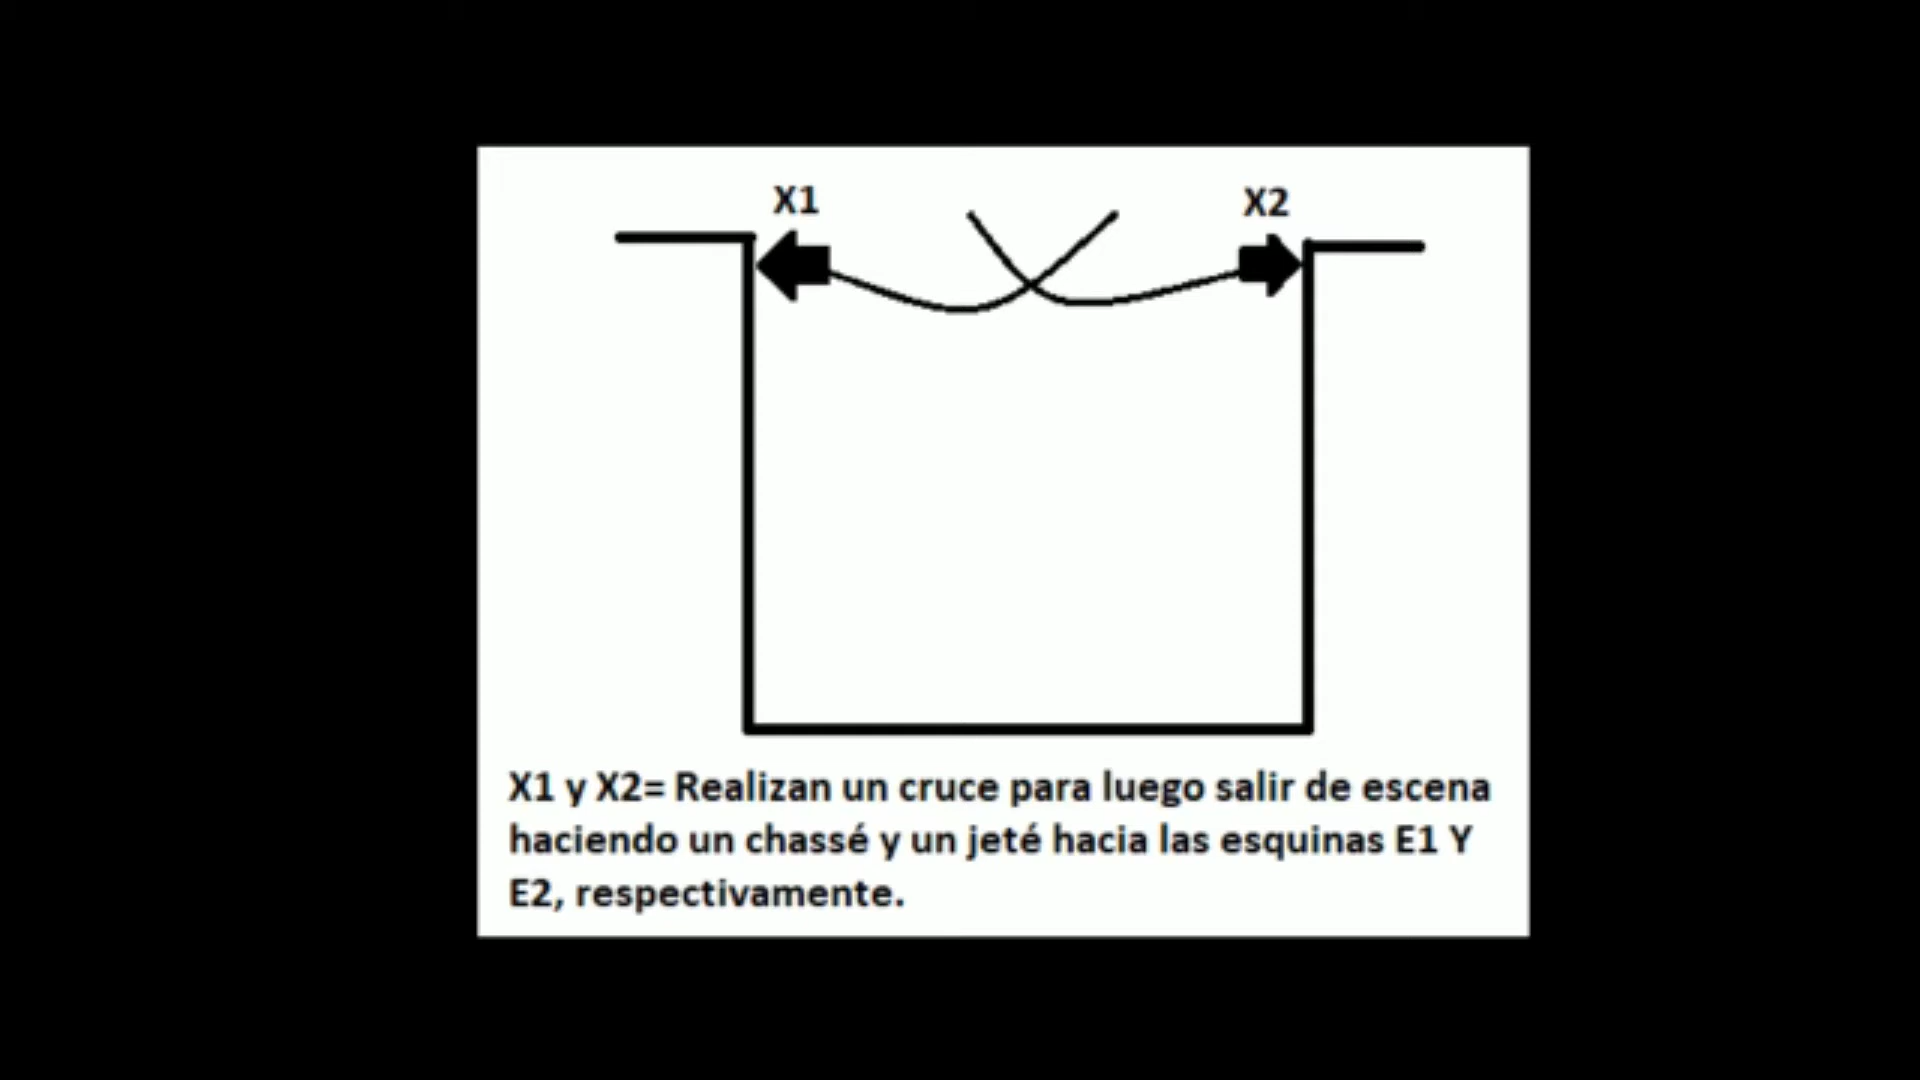 X1 X2
X1 y X2= Realizan un cruce para luego salir de escena
haciendo un chassé y un jeté hacia las esquinas E1 Y
E2, respectivamente.